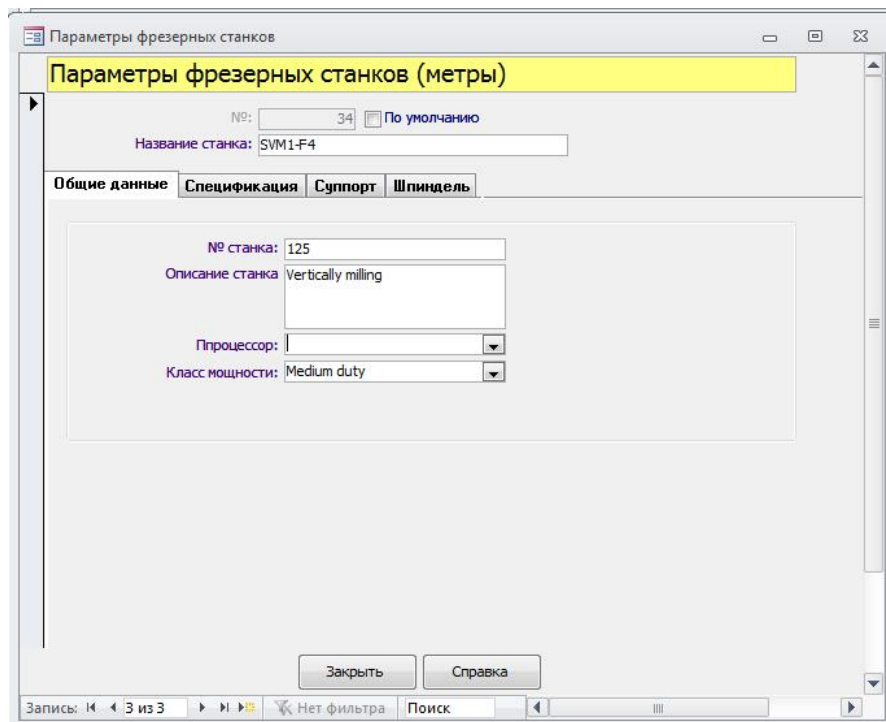 Параметры фрезерных станков
Параметры фрезерных станков (метры)
№: 34 По умолчанию
Название станка: SVM1-F4
Общие данные Спецификация Суппорт Шпиндель
№ станка: 125
Описание станка Vertically milling
Ппроцессор:
Класс мощности: Medium duty
Закрыть Справка
Запись: 3 из 3 Нет фильтра Поиск